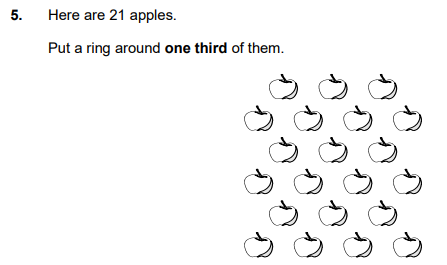 5. Here are 21 apples.
Put a ring around one third of them.